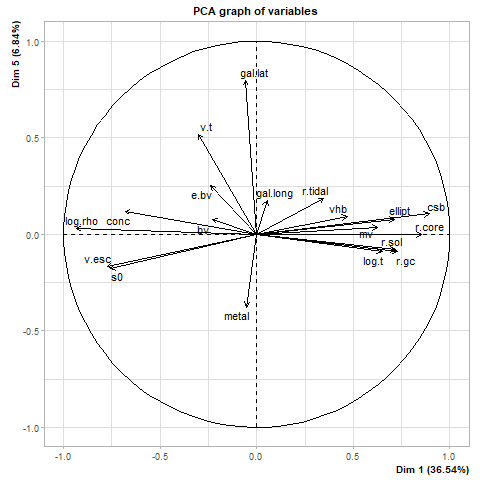 PCA graph of variables
Dim 5 (6.84%)
1.0
0.5
0.0
-0.5
-1.0
gal.lat
v.t
e.bv
gal.long
r.tidal
vhb
ellipt
csb
log.rho
conc
bv
mv
r.core
r.sol
v.esc
s0
log.t
r.gc
metal
-1.0
-0.5
0.0
0.5
1.0
Dim 1 (36.54%)